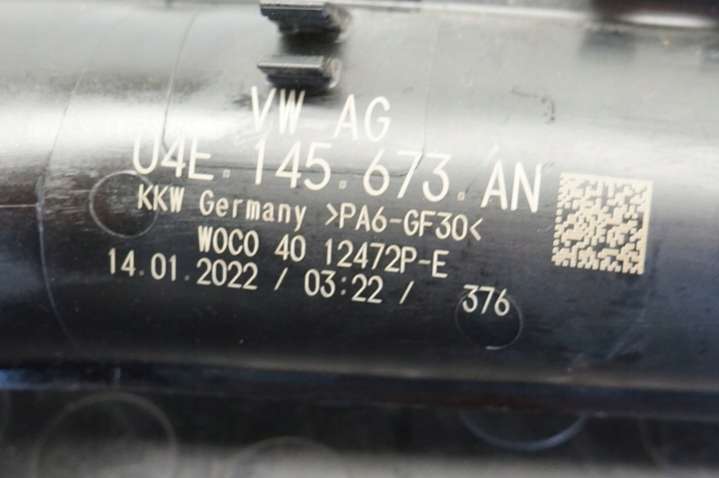 VW AG
04E.145.673.AN
KKW Germany >PA6-GF30<
WOCO 40 12472P-E
14.01.2022 / 03:22 / 376